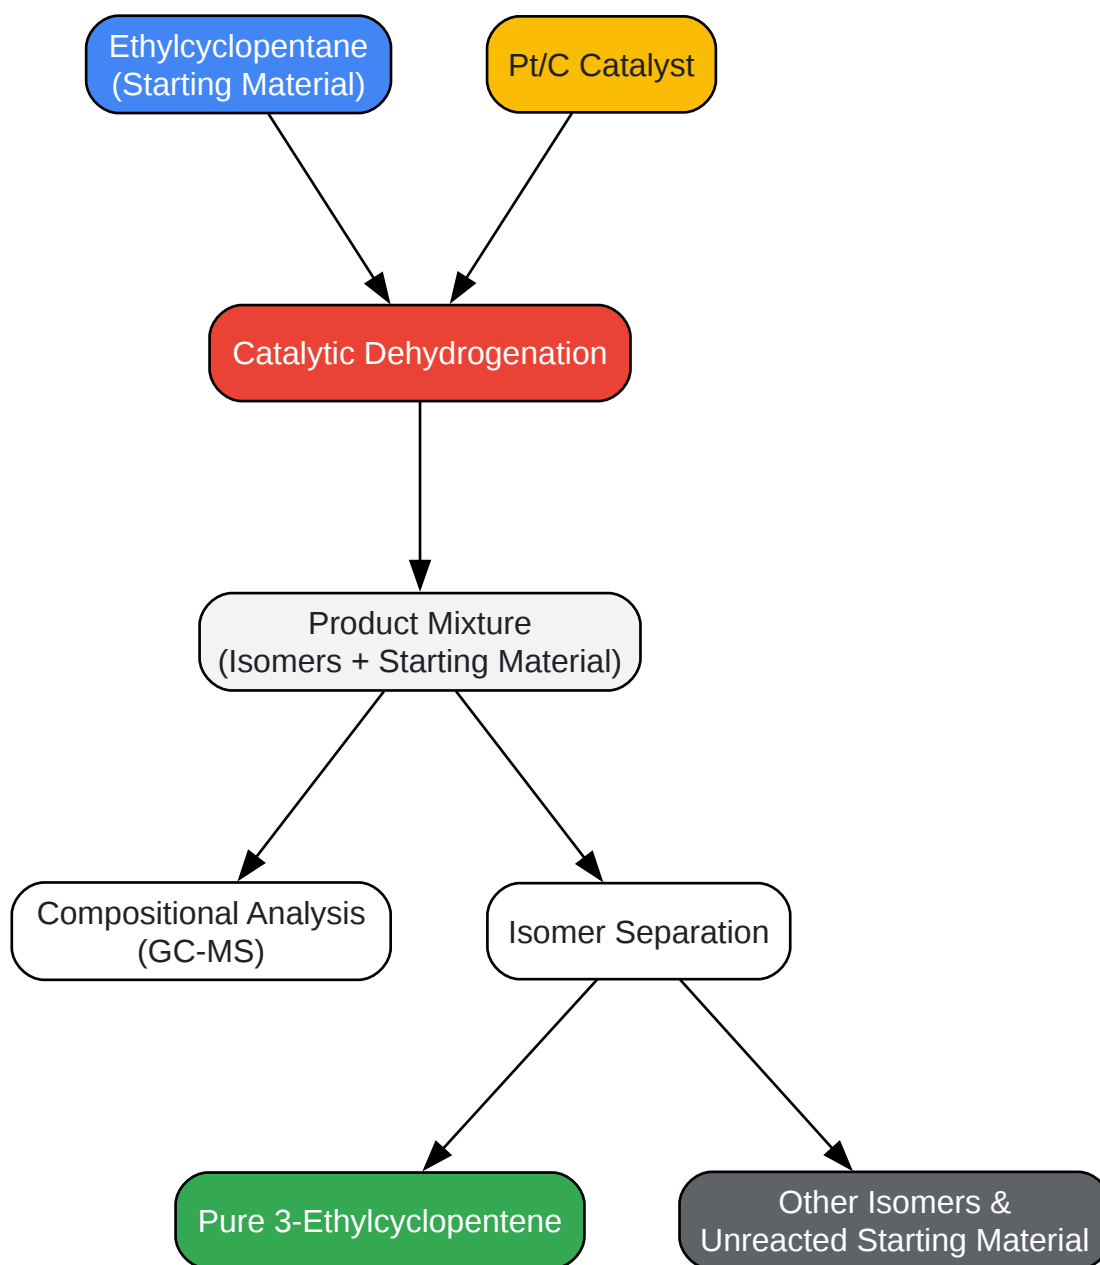 Ethylcyclopentane
(Starting Material)
Pt/C Catalyst
Catalytic Dehydrogenation
Product Mixture
(Isomers + Starting Material)
Compositional Analysis
(GC-MS)
Isomer Separation
Pure 3-Ethylcyclopentene
Other Isomers &
Unreacted Starting Material